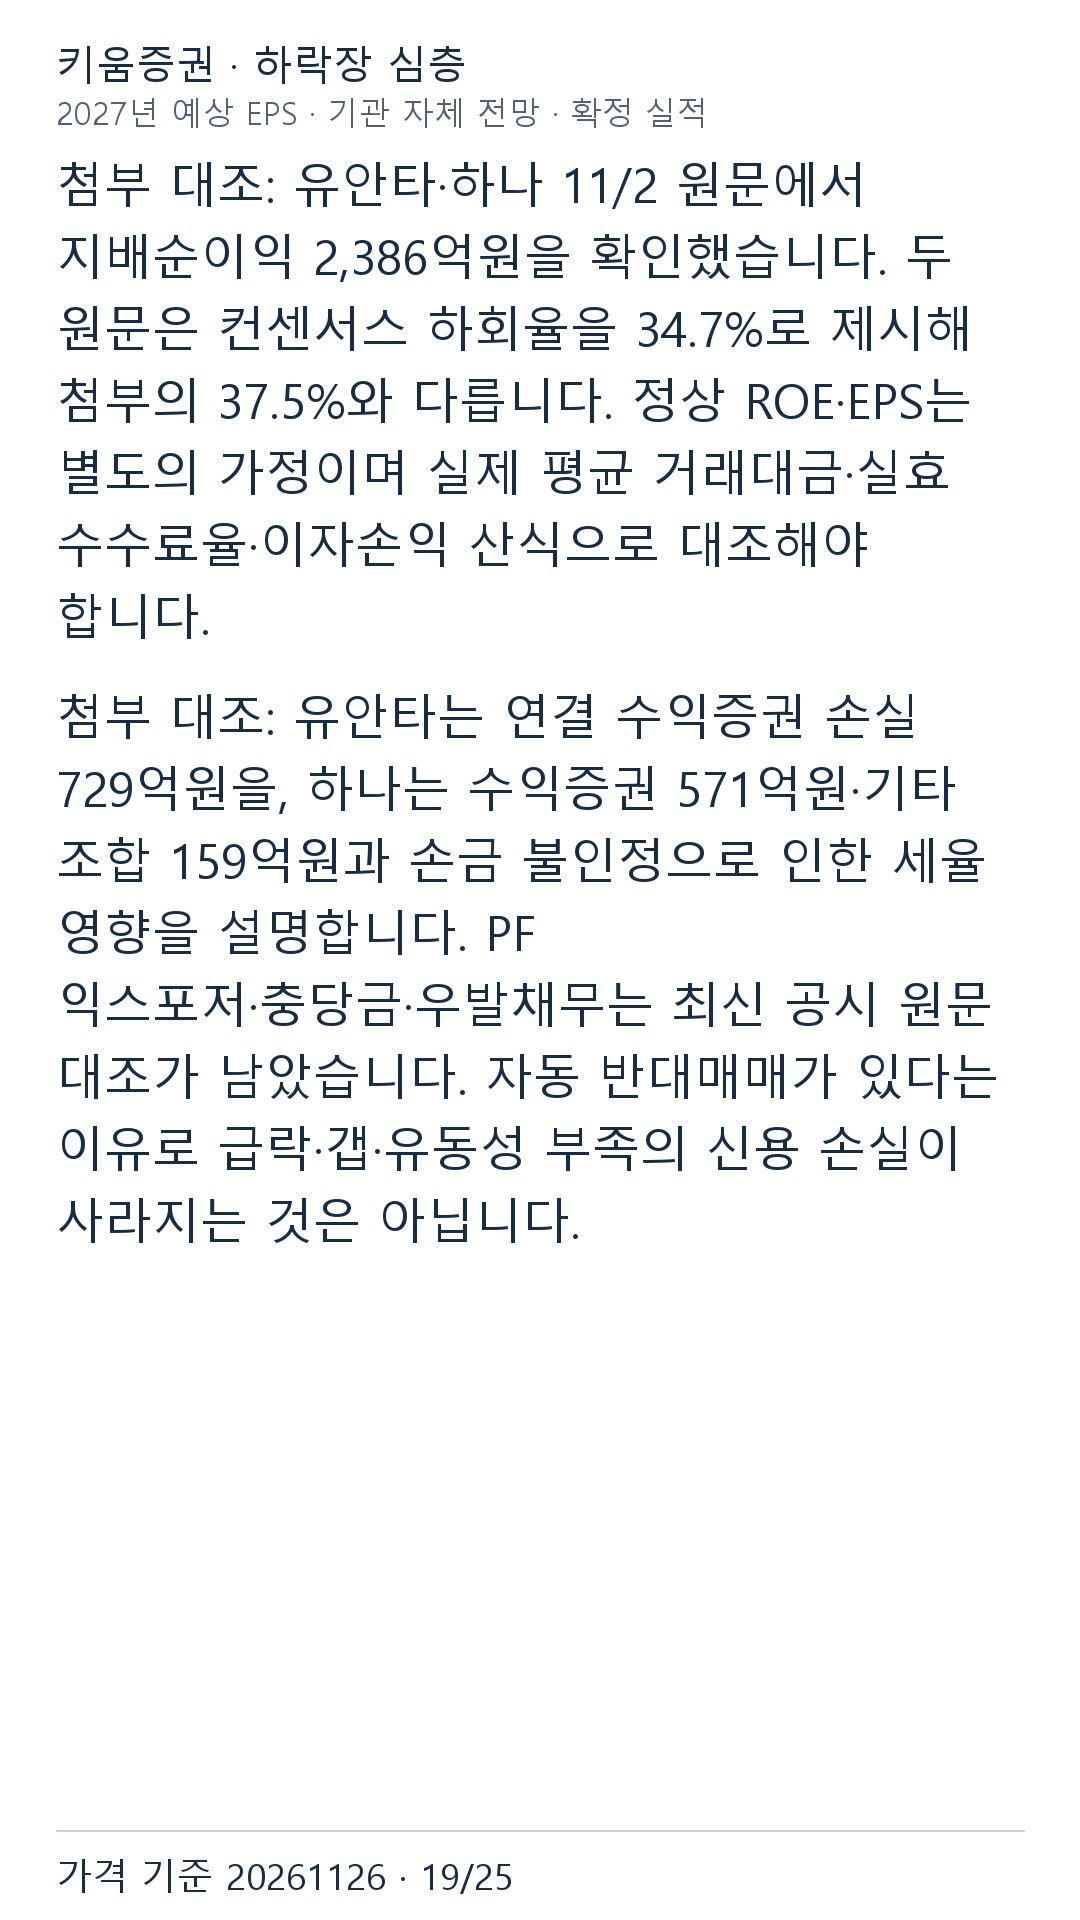 키움증권 · 하락장 심층
2027년 예상 EPS · 기관 자체 전망 · 확정 실적
첨부 대조: 유안타·하나 11/2 원문에서
지배순이익 2,386억원을 확인했습니다. 두
원문은 컨센서스 하회율을 34.7%로 제시해
첨부의 37.5%와 다릅니다. 정상 ROE·EPS는
별도의 가정이며 실제 평균 거래대금·실효
수수료율·이자손익 산식으로 대조해야
합니다.
첨부 대조: 유안타는 연결 수익증권 손실
729억원을, 하나는 수익증권 571억원·기타
조합 159억원과 손금 불인정으로 인한 세율
영향을 설명합니다. PF
익스포저·충당금·우발채무는 최신 공시 원문
대조가 남았습니다. 자동 반대매매가 있다는
이유로 급락·갭·유동성 부족의 신용 손실이
사라지는 것은 아닙니다.
가격 기준 20261126 · 19/25